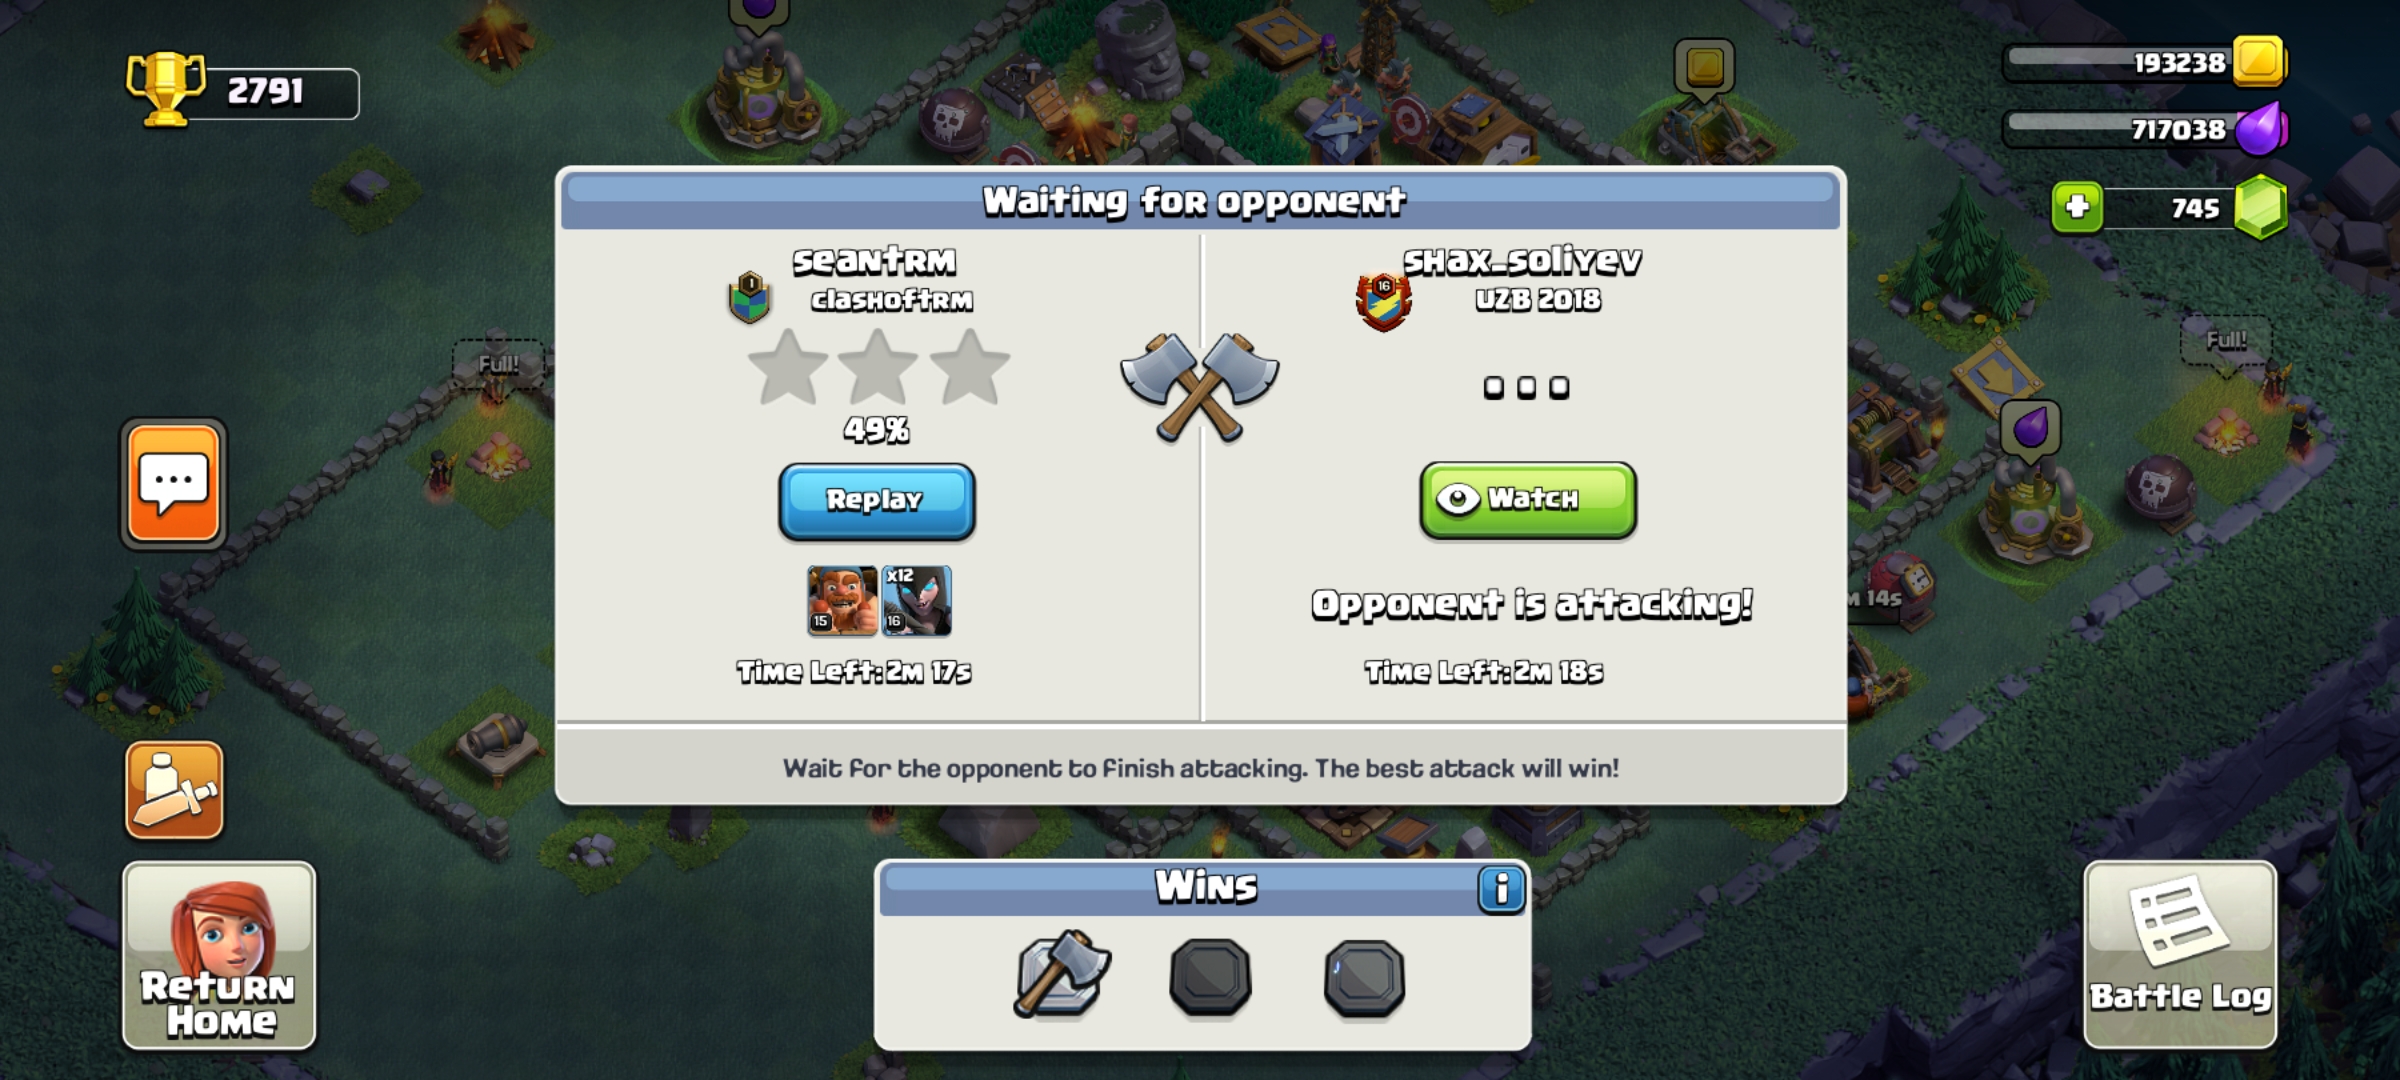 2791
193238
717038
745
Waiting for opponent
seantrm
1
clashoftrm
shax_soliyev
16
UZB 2018
Full!
Full!
49%
Replay
Watch
x12
15
16
Opponent is attacking!
14s
Time Left: 2m 17s
Time Left: 2m 18s
Wait for the opponent to finish attacking. The best attack will win!
Wins
i
Return
Home
Battle Log